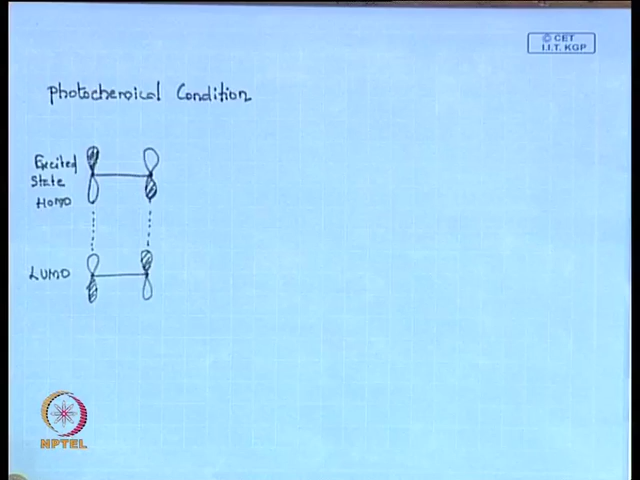 © CET
I.I.T. KGP
Photochemical Condition
Excited
State
HOMO
LUMO
NPTEL